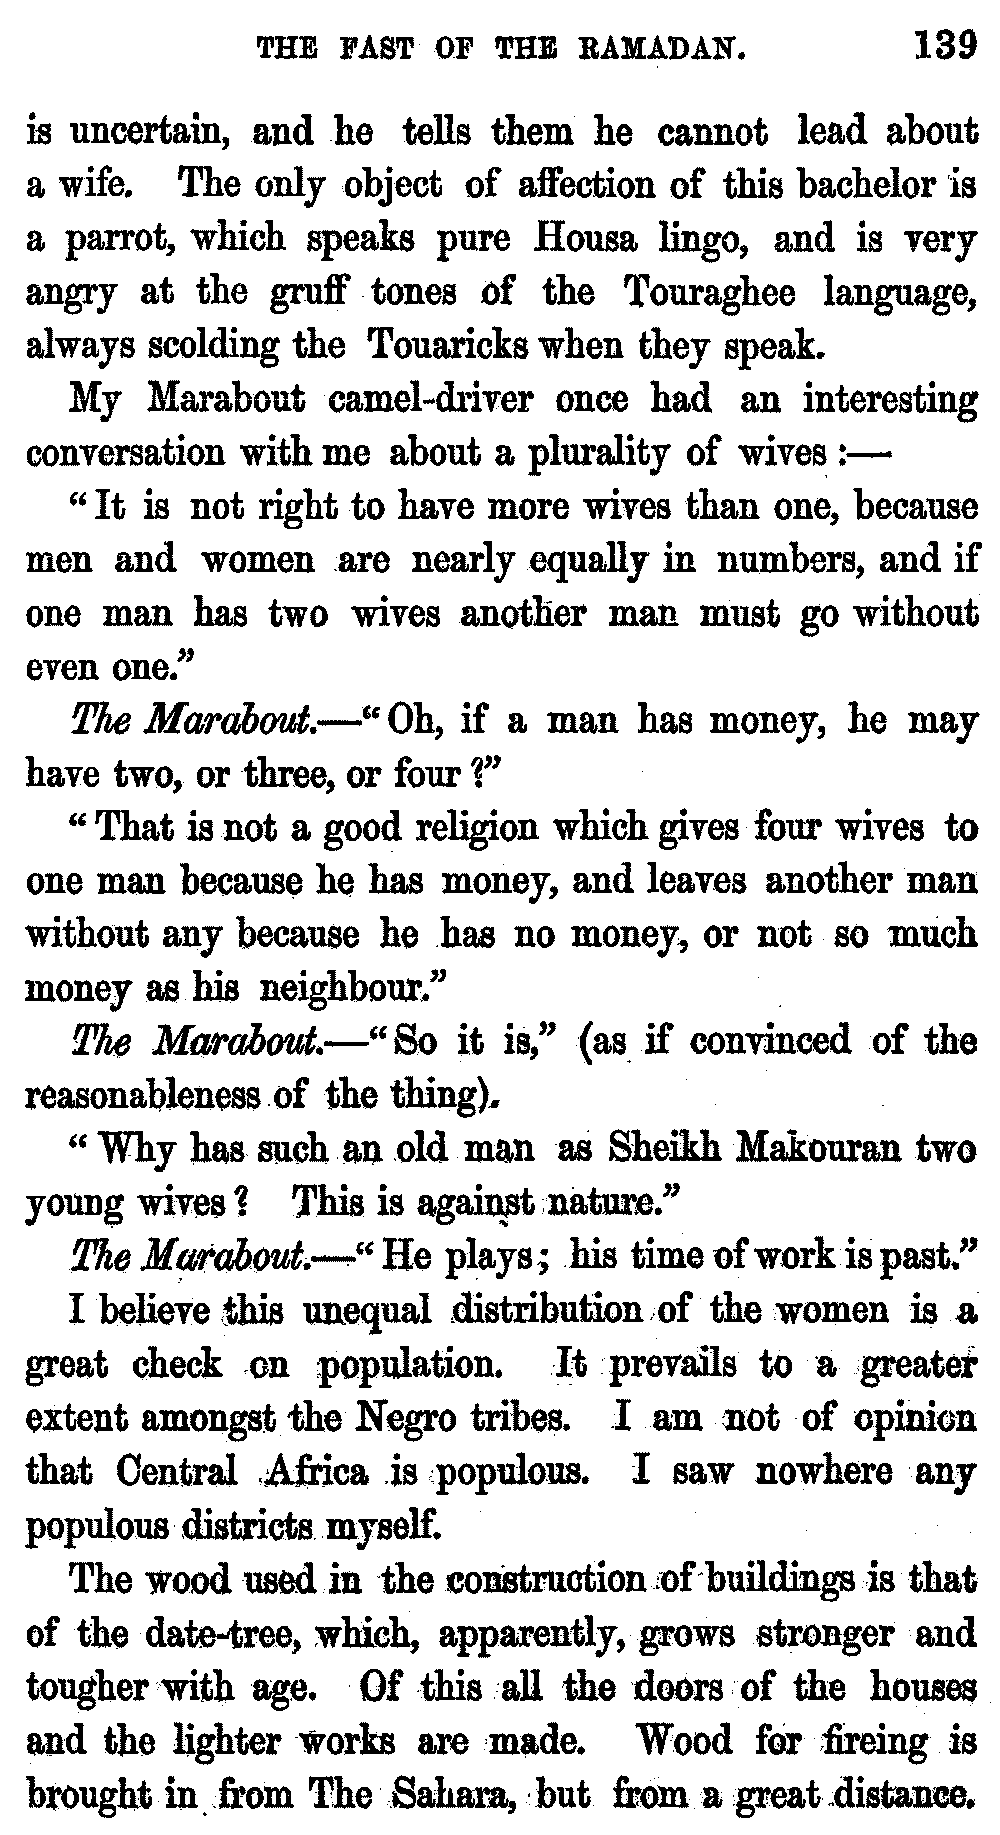 THE FAST OF THE RAMADAN. 139
is uncertain, and he tells them he cannot lead about
a wife. The only object of affection of this bachelor is
a parrot, which speaks pure Housa lingo, and is very
angry at the gruff tones of the Touraghee language,
always scolding the Touaricks when they speak.
My Marabout camel-driver once had an interesting
conversation with me about a plurality of wives :—
"It is not right to have more wives than one, because
men and women are nearly equally in numbers, and if
one man has two wives another man must go without
even one."
The Marabout.—"Oh, if a man has money, he may
have two, or three, or four?"
"That is not a good religion which gives four wives to
one man because he has money, and leaves another man
without any because he has no money, or not so much
money as his neighbour."
The Marabout.—"So it is," (as if convinced of the
reasonableness of the thing).
"Why has such an old man as Sheikh Makouran two
young wives? This is against nature."
The Marabout.—"He plays; his time of work is past."
I believe this unequal distribution of the women is a
great check on population. It prevails to a greater
extent amongst the Negro tribes. I am not of opinion
that Central Africa is populous. I saw nowhere any
populous districts myself.
The wood used in the construction of buildings is that
of the date-tree, which, apparently, grows stronger and
tougher with age. Of this all the doors of the houses
and the lighter works are made. Wood for fireing is
brought in from The Sahara, but from a great distance.